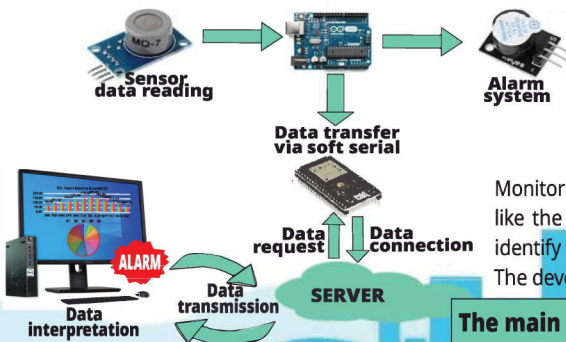 MQ-7
Sensor
data reading
Alarm
system
Data transfer
via soft serial
Monitor
like the
identify
The deve
Data
request
Data
connection
ALARM
Data
transmission
SERVER
Data
interpretation
The main